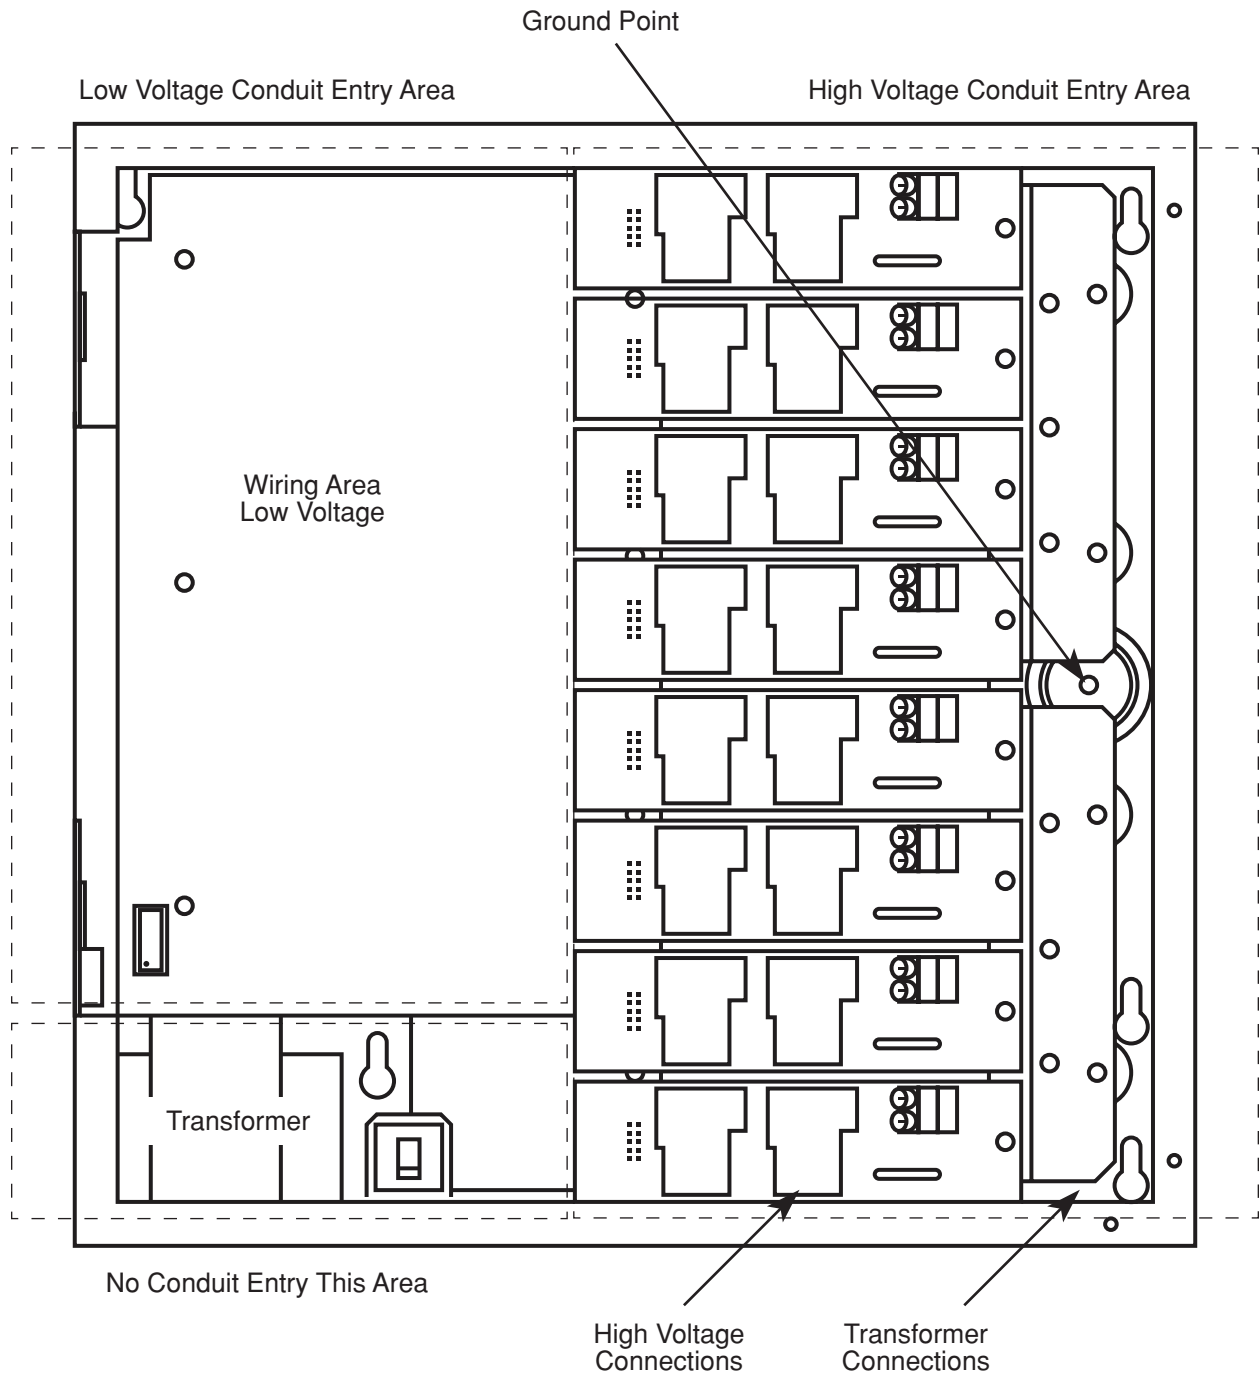 Ground Point
Low Voltage Conduit Entry Area
High Voltage Conduit Entry Area
Wiring Area
Low Voltage
Transformer
No Conduit Entry This Area
High Voltage
Connections
Transformer
Connections